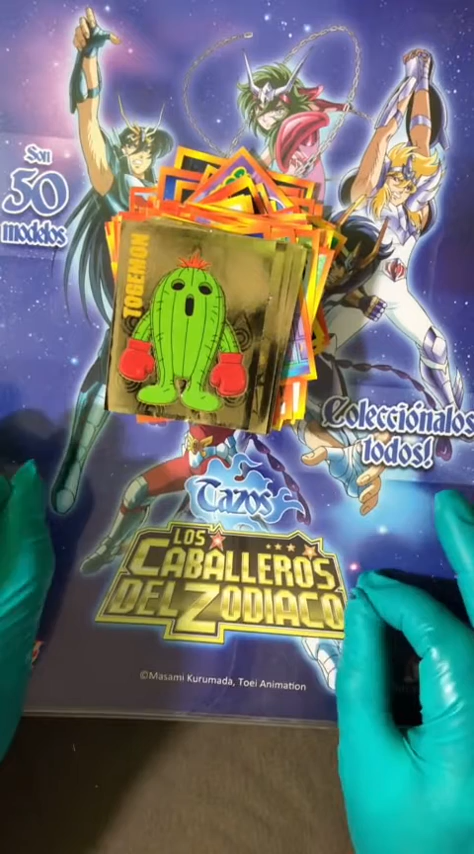 Son
50
modelos
TOGEMON
Colecciónalos
todos!
Tazos
LOS
CABALLEROS
DEL ZODIACO
©Masami Kurumada, Toei Animation